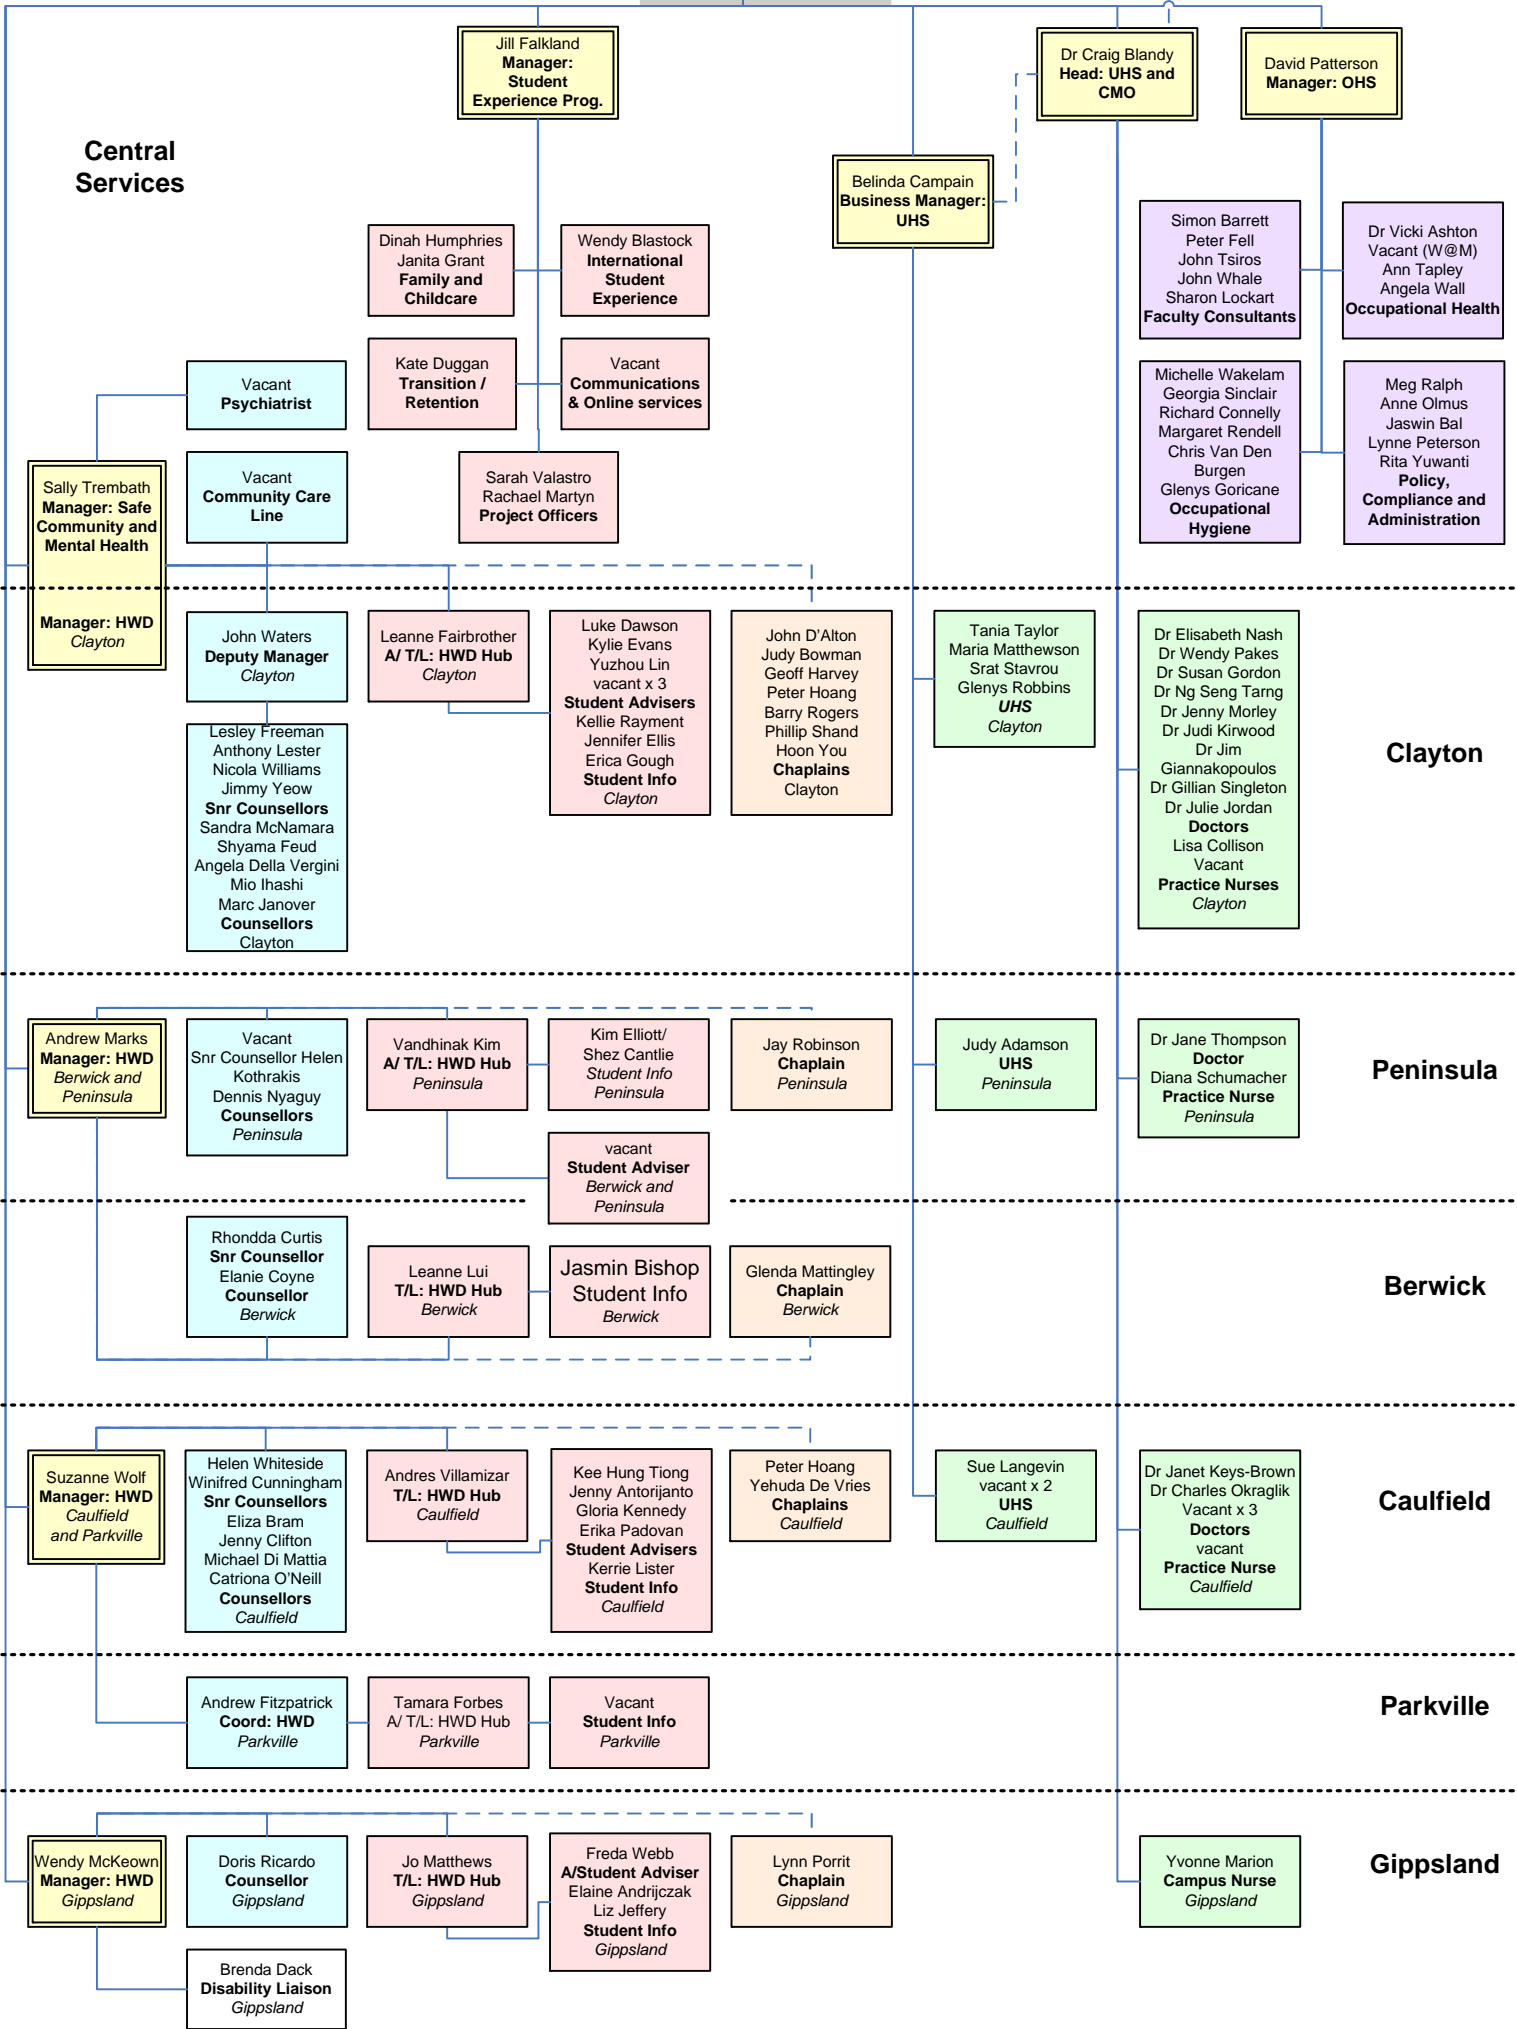 Jill Falkland
Manager:
Student
Experience Prog.
Dr Craig Blandy
Head: UHS and
CMO
David Patterson
Manager: OHS
Central
Services
Belinda Campain
Business Manager:
UHS
Dinah Humphries
Janita Grant
Family and
Childcare
Wendy Blastock
International
Student
Experience
Simon Barrett
Peter Fell
John Tsiros
John Whale
Sharon Lockart
Faculty Consultants
Dr Vicki Ashton
Vacant (W@M)
Ann Tapley
Angela Wall
Occupational Health
Kate Duggan
Transition /
Retention
Vacant
Communications
& Online services
Vacant
Psychiatrist
Michelle Wakelam
Georgia Sinclair
Richard Connelly
Margaret Rendell
Chris Van Den
Burgen
Glenys Goricane
Occupational
Hygiene
Meg Ralph
Anne Olmus
Jaswin Bal
Lynne Peterson
Rita Yuwanti
Policy,
Compliance and
Administration
Sally Trembath
Manager: Safe
Community and
Mental Health
Manager: HWD
Clayton
Vacant
Community Care
Line
Sarah Valastro
Rachael Martyn
Project Officers
John Waters
Deputy Manager
Clayton
Leanne Fairbrother
A/ T/L: HWD Hub
Clayton
Luke Dawson
Kylie Evans
Yuzhou Lin
vacant x 3
Student Advisers
Kellie Rayment
Jennifer Ellis
Erica Gough
Student Info
Clayton
John D'Alton
Judy Bowman
Geoff Harvey
Peter Hoang
Barry Rogers
Phillip Shand
Hoon You
Chaplains
Clayton
Tania Taylor
Maria Matthewson
Srat Stavrou
Glenys Robbins
UHS
Clayton
Dr Elisabeth Nash
Dr Wendy Pakes
Dr Susan Gordon
Dr Ng Seng Tarng
Dr Jenny Morley
Dr Judi Kirwood
Dr Jim
Giannakopoulos
Dr Gillian Singleton
Dr Julie Jordan
Doctors
Lisa Collison
Vacant
Practice Nurses
Clayton
Clayton
Lesley Freeman
Anthony Lester
Nicola Williams
Jimmy Yeow
Snr Counsellors
Sandra McNamara
Shyama Feud
Angela Della Vergini
Mio Ihashi
Marc Janover
Counsellors
Clayton
Andrew Marks
Manager: HWD
Berwick and
Peninsula
Vacant
Snr Counsellor Helen
Kothrakis
Dennis Nyaguy
Counsellors
Peninsula
Vandhinak Kim
A/ T/L: HWD Hub
Peninsula
Kim Elliott/
Shez Cantlie
Student Info
Peninsula
Jay Robinson
Chaplain
Peninsula
Judy Adamson
UHS
Peninsula
Dr Jane Thompson
Doctor
Diana Schumacher
Practice Nurse
Peninsula
Peninsula
vacant
Student Adviser
Berwick and
Peninsula
Rhondda Curtis
Snr Counsellor
Elanie Coyne
Counsellor
Berwick
Leanne Lui
T/L: HWD Hub
Berwick
Jasmin Bishop
Student Info
Berwick
Glenda Mattingley
Chaplain
Berwick
Berwick
Suzanne Wolf
Manager: HWD
Caulfield
and Parkville
Helen Whiteside
Winifred Cunningham
Snr Counsellors
Eliza Bram
Jenny Clifton
Michael Di Mattia
Catriona O'Neill
Counsellors
Caulfield
Andres Villamizar
T/L: HWD Hub
Caulfield
Kee Hung Tiong
Jenny Antorijanto
Gloria Kennedy
Erika Padovan
Student Advisers
Kerrie Lister
Student Info
Caulfield
Peter Hoang
Yehuda De Vries
Chaplains
Caulfield
Sue Langevin
vacant x 2
UHS
Caulfield
Dr Janet Keys-Brown
Dr Charles Okraglik
Vacant x 3
Doctors
vacant
Practice Nurse
Caulfield
Caulfield
Andrew Fitzpatrick
Coord: HWD
Parkville
Tamara Forbes
A/ T/L: HWD Hub
Parkville
Vacant
Student Info
Parkville
Parkville
Wendy McKeown
Manager: HWD
Gippsland
Doris Ricardo
Counsellor
Gippsland
Jo Matthews
T/L: HWD Hub
Gippsland
Freda Webb
A/Student Adviser
Elaine Andrijczak
Liz Jeffery
Student Info
Gippsland
Lynn Porrit
Chaplain
Gippsland
Yvonne Marion
Campus Nurse
Gippsland
Gippsland
Brenda Dack
Disability Liaison
Gippsland